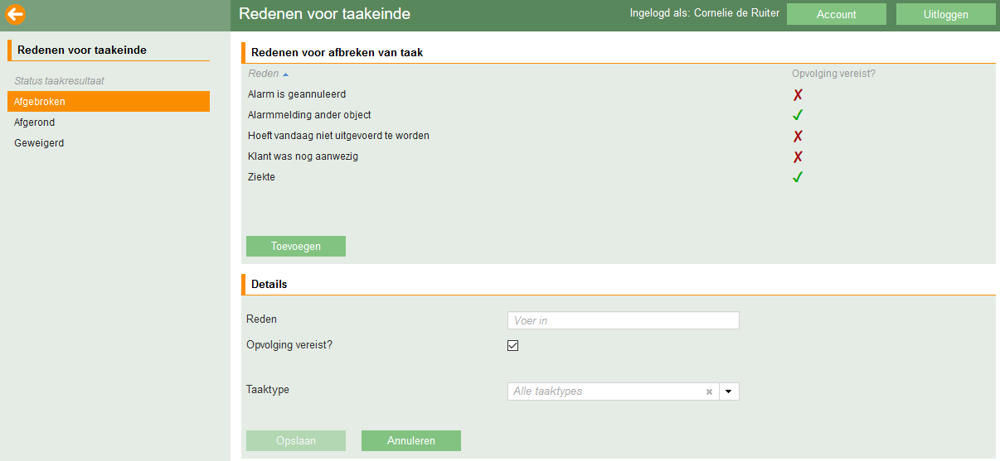 Redenen voor taakeinde
Ingelogd als: Cornelie de Ruiter
Account
Uitloggen
Redenen voor taakeinde
Status taakresultaat
Afgebroken
Afgerond
Geweigerd
Redenen voor afbreken van taak
Reden
Opvolging vereist?
Alarm is geannuleerd
Alarmmelding ander object
Hoeft vandaag niet uitgevoerd te worden
Klant was nog aanwezig
Ziekte
Toevoegen
Details
Reden
Voer in
Opvolging vereist?
Taaktype
Alle taaktypes
Opslaan
Annuleren